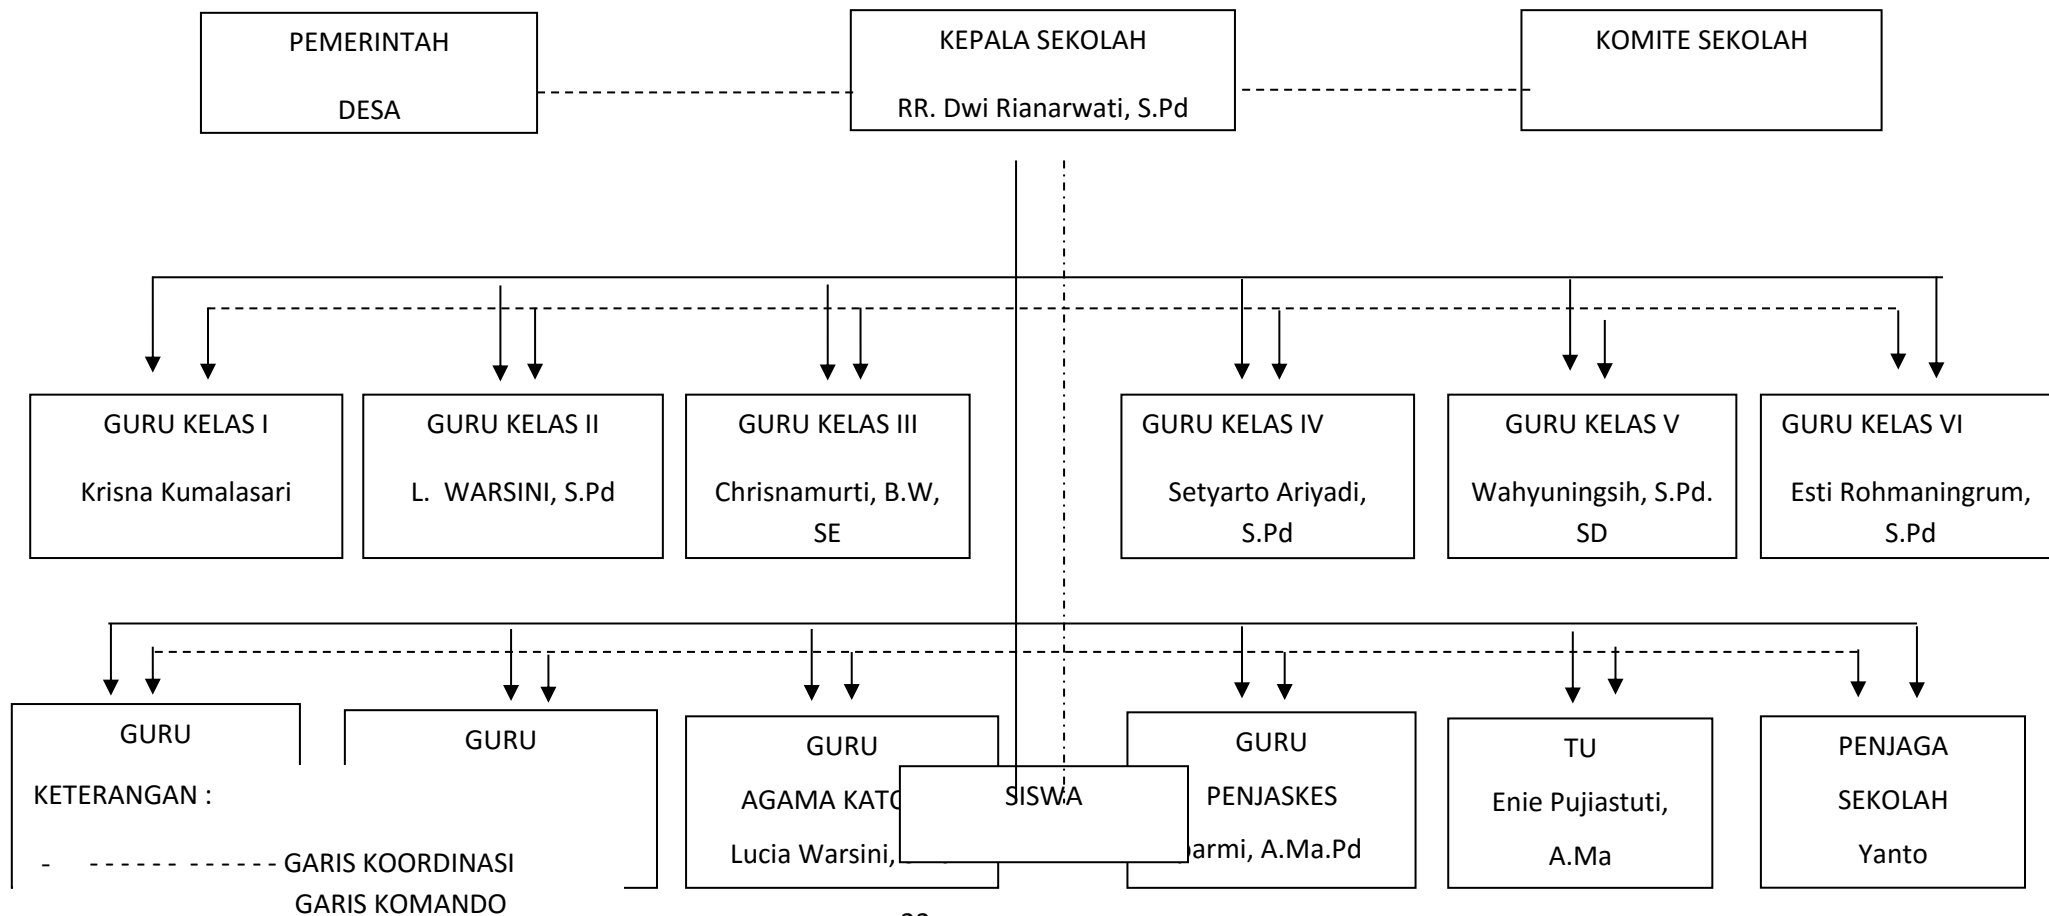 PEMERINTAH
DESA
KEPALA SEKOLAH
RR. Dwi Rianarwati, S.Pd
KOMITE SEKOLAH
GURU KELAS I
Krisna Kumalasari
GURU KELAS II
L. WARSINI, S.Pd
GURU KELAS III
Chrisnamurti, B.W,
SE
GURU KELAS IV
Setyarto Ariyadi,
S.Pd
GURU KELAS V
Wahyuningsih, S.Pd.
SD
GURU KELAS VI
Esti Rohmaningrum,
S.Pd
GURU
GURU
GURU
AGAMA
Lucia Warsini,
SISWA
GURU
PENJASKES
A.Ma.Pd
TU
Enie Pujiastuti,
A.Ma
PENJAGA
SEKOLAH
Yanto
KETERANGAN :
- - - - - - - - - - - - - GARIS KOORDINASI
GARIS KOMANDO